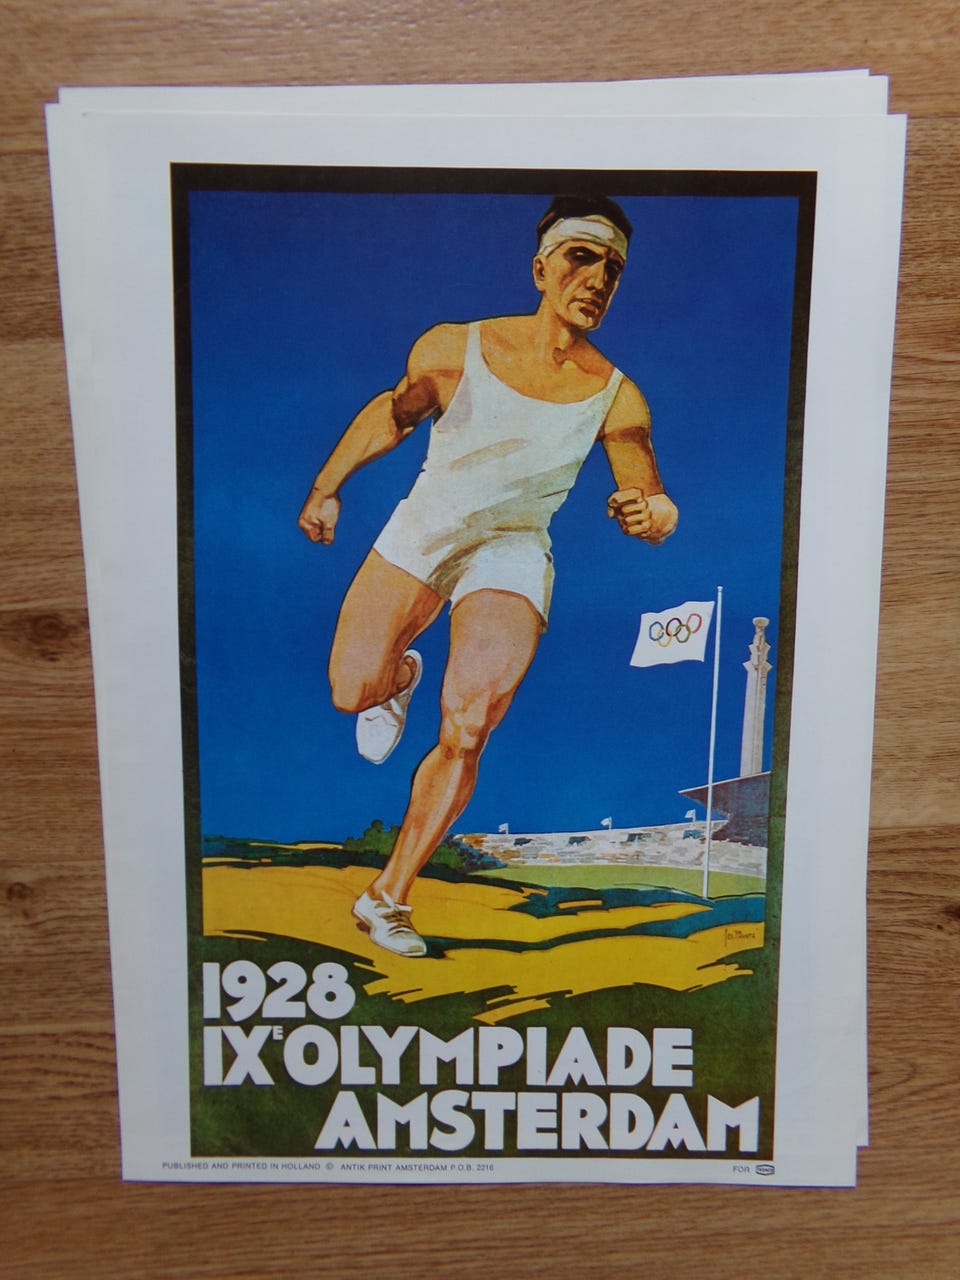 1928
IXE OLYMPIADE
AMSTERDAM
PUBLISHED AND PRINTED IN HOLLAND © ANTIK PRINT AMSTERDAM P.O.B. 2216
FOR